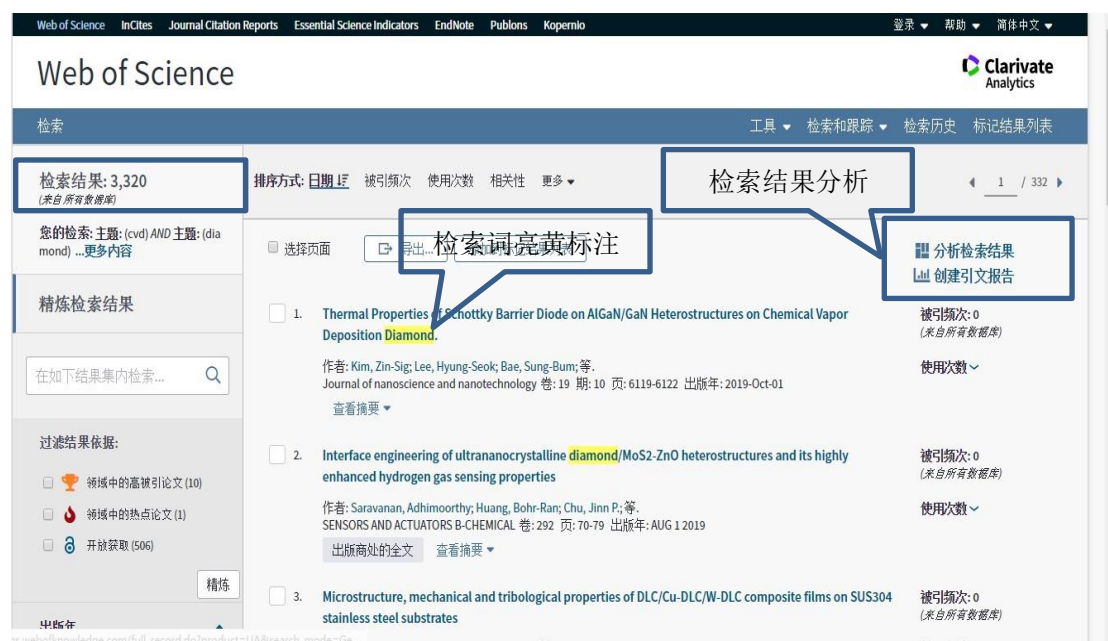 Web of Science InCites Journal Citation Reports Essential Science Indicators EndNote Publons Kopernio 登录 帮助 简体中文
Web of Science
Clarivate
Analytics
检索 工具 检索和跟踪 检索历史 标记结果列表
检索结果: 3,320
(来自所有数据库)
排序方式: 日期 被引频次 使用次数 相关性 更多
检索结果分析
1 / 332
您的检索: 主题: (cvd) AND 主题: (dia
mond) ...更多内容
选择页面
导出...
检索词亮黄标注
分析检索结果
创建引文报告
精炼检索结果
在如下结果集内检索...
过滤结果依据:
领域中的高被引论文 (10)
领域中的热点论文 (1)
开放获取 (506)
精炼
出版年
1. Thermal Properties of Schottky Barrier Diode on AlGaN/GaN Heterostructures on Chemical Vapor
Deposition Diamond.
作者: Kim, Zin-Sig; Lee, Hyung-Seok; Bae, Sung-Bum; 等.
Journal of nanoscience and nanotechnology 卷: 19 期: 10 页: 6119-6122 出版年: 2019-Oct-01
查看摘要
被引频次: 0
(来自所有数据库)
使用次数
2. Interface engineering of ultrananocrystalline diamond/MoS2-ZnO heterostructures and its highly
enhanced hydrogen gas sensing properties
作者: Saravanan, Adhimoorthy; Huang, Bohr-Ran; Chu, Jinn P.; 等.
SENSORS AND ACTUATORS B-CHEMICAL 卷: 292 页: 70-79 出版年: AUG 1 2019
出版商处的全文 查看摘要
被引频次: 0
(来自所有数据库)
使用次数
3. Microstructure, mechanical and tribological properties of DLC/Cu-DLC/W-DLC composite films on SUS304
stainless steel substrates
被引频次: 0
(来自所有数据库)